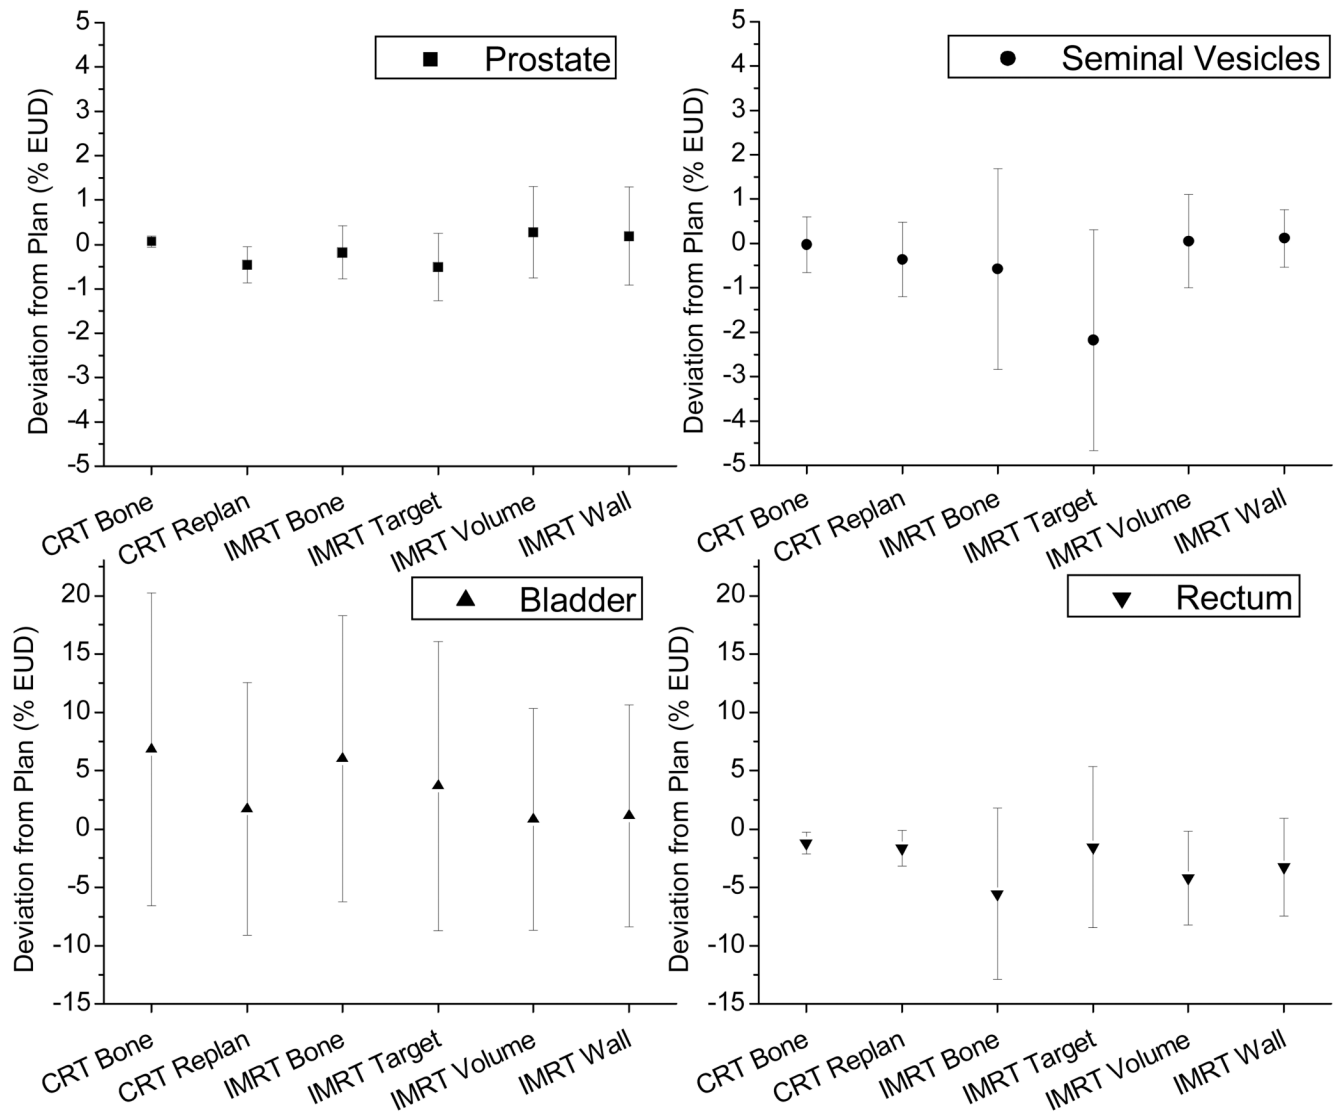 Prostate
Deviation from Plan (% EUD)
5
4
3
2
1
0
-1
-2
-3
-4
-5
CRT Bone
CRT Replan
IMRT Bone
IMRT Target
IMRT Volume
IMRT Wall
Seminal Vesicles
Deviation from Plan (% EUD)
5
4
3
2
1
0
-1
-2
-3
-4
-5
CRT Bone
CRT Replan
IMRT Bone
IMRT Target
IMRT Volume
IMRT Wall
Bladder
Deviation from Plan (% EUD)
20
15
10
5
0
-5
-10
-15
CRT Bone
CRT Replan
IMRT Bone
IMRT Target
IMRT Volume
IMRT Wall
Rectum
Deviation from Plan (% EUD)
20
15
10
5
0
-5
-10
-15
CRT Bone
CRT Replan
IMRT Bone
IMRT Target
IMRT Volume
IMRT Wall